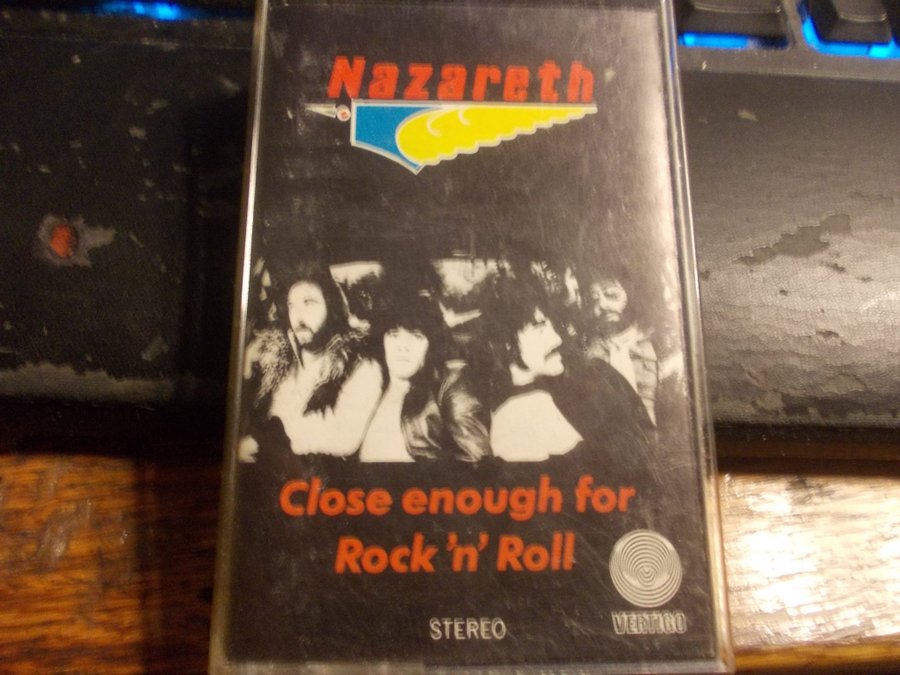 Nazareth
Close enough for
Rock 'n' Roll
VERTIGO
STEREO